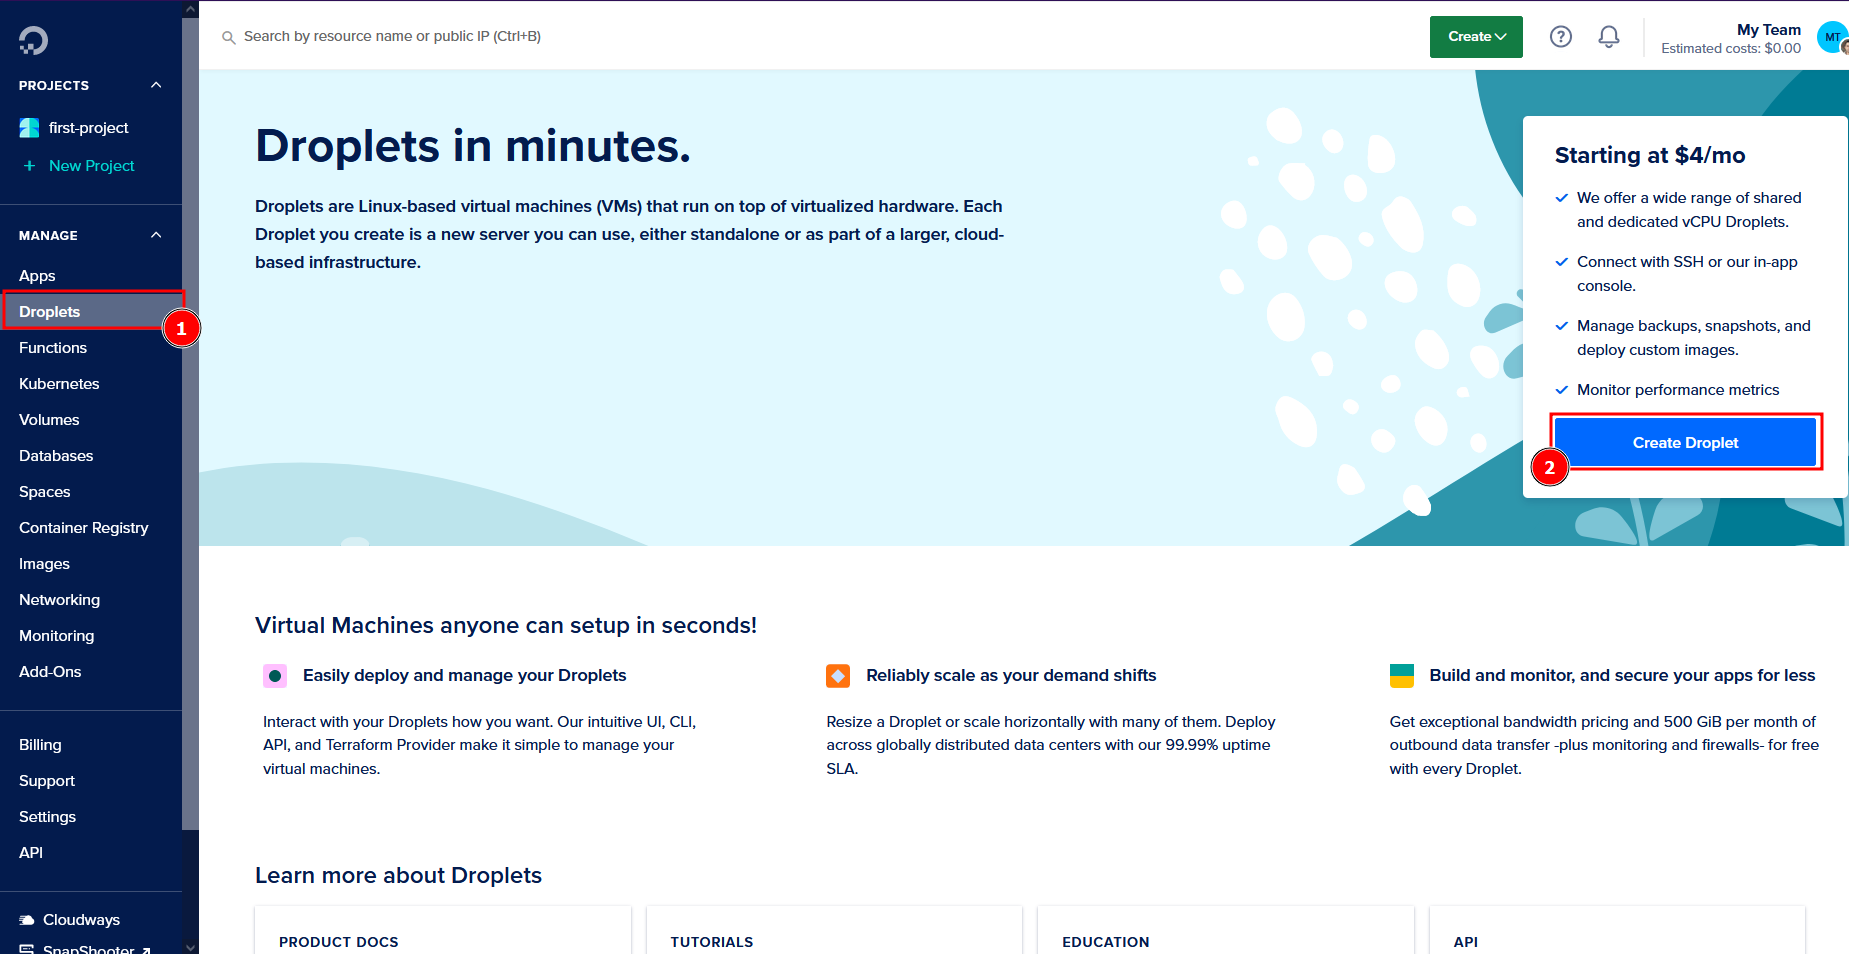 Search by resource name or public IP (Ctrl+B)
Create
?
My Team
Estimated costs: $0.00
MT
PROJECTS
first-project
+ New Project
MANAGE
Apps
Droplets
1
Functions
Kubernetes
Volumes
Databases
Spaces
Container Registry
Images
Networking
Monitoring
Add-Ons
Billing
Support
Settings
API
Cloudways
SnapShooter
Droplets in minutes.
Droplets are Linux-based virtual machines (VMs) that run on top of virtualized hardware. Each
Droplet you create is a new server you can use, either standalone or as part of a larger, cloud-
based infrastructure.
Starting at $4/mo
We offer a wide range of shared
and dedicated vCPU Droplets.
Connect with SSH or our in-app
console.
Manage backups, snapshots, and
deploy custom images.
Monitor performance metrics
Create Droplet
2
Virtual Machines anyone can setup in seconds!
Easily deploy and manage your Droplets
Interact with your Droplets how you want. Our intuitive UI, CLI,
API, and Terraform Provider make it simple to manage your
virtual machines.
Reliably scale as your demand shifts
Resize a Droplet or scale horizontally with many of them. Deploy
across globally distributed data centers with our 99.99% uptime
SLA.
Build and monitor, and secure your apps for less
Get exceptional bandwidth pricing and 500 GiB per month of
outbound data transfer -plus monitoring and firewalls- for free
with every Droplet.
Learn more about Droplets
PRODUCT DOCS
TUTORIALS
EDUCATION
API